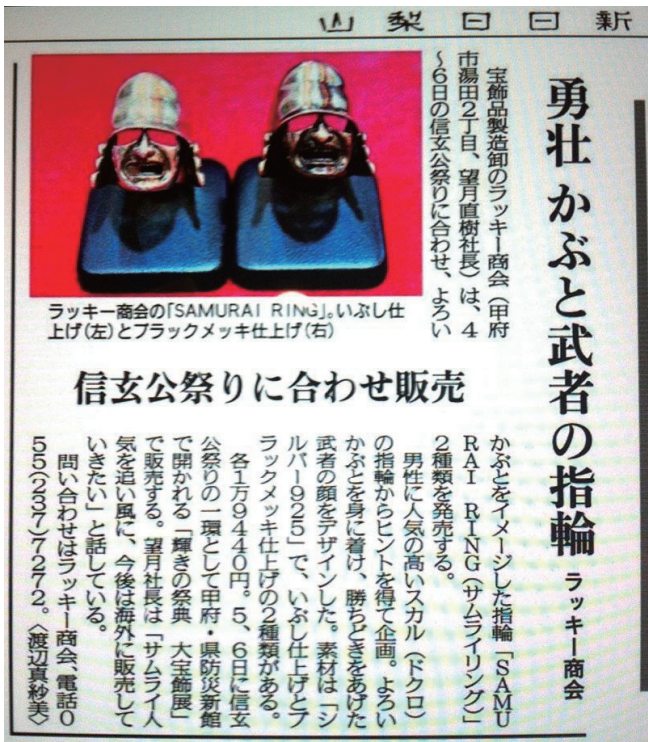 山梨日日新
勇壮 かぶと武者の指輪
ラッキー商会
信玄公祭りに合わせ販売
宝飾品製造卸のラッキー商会（甲府
市湯田２丁目、望月直樹社長）は、４
〜６日の信玄公祭りに合わせ、よろい
かぶとをイメージした指輪「ＳＡＭＵ
ＲＡＩ ＲＩＮＧ（サムライリング）」
２種類を発売する。
男性に人気の高いスカル（ドクロ）
の指輪からヒントを得て企画。よろい
かぶとを身に着け、勝ちどきをあげた
武者の顔をデザインした。素材は「シ
ルバー９２５」で、いぶし仕上げとブ
ラックメッキ仕上げの２種類がある。
各１万９４４０円。５、６日に信玄
公祭りの一環として甲府・県防災新館
で開かれる「輝きの祭典 大宝飾展」
で販売する。望月社長は「サムライ人
気を追い風に、今後は海外に販売して
いきたい」と話している。
問い合わせはラッキー商会、電話０
５５（２３７）７２７２。〈渡辺真紗美〉
ラッキー商会の「SAMURAI RING」。いぶし仕
上げ（左）とブラックメッキ仕上げ（右）